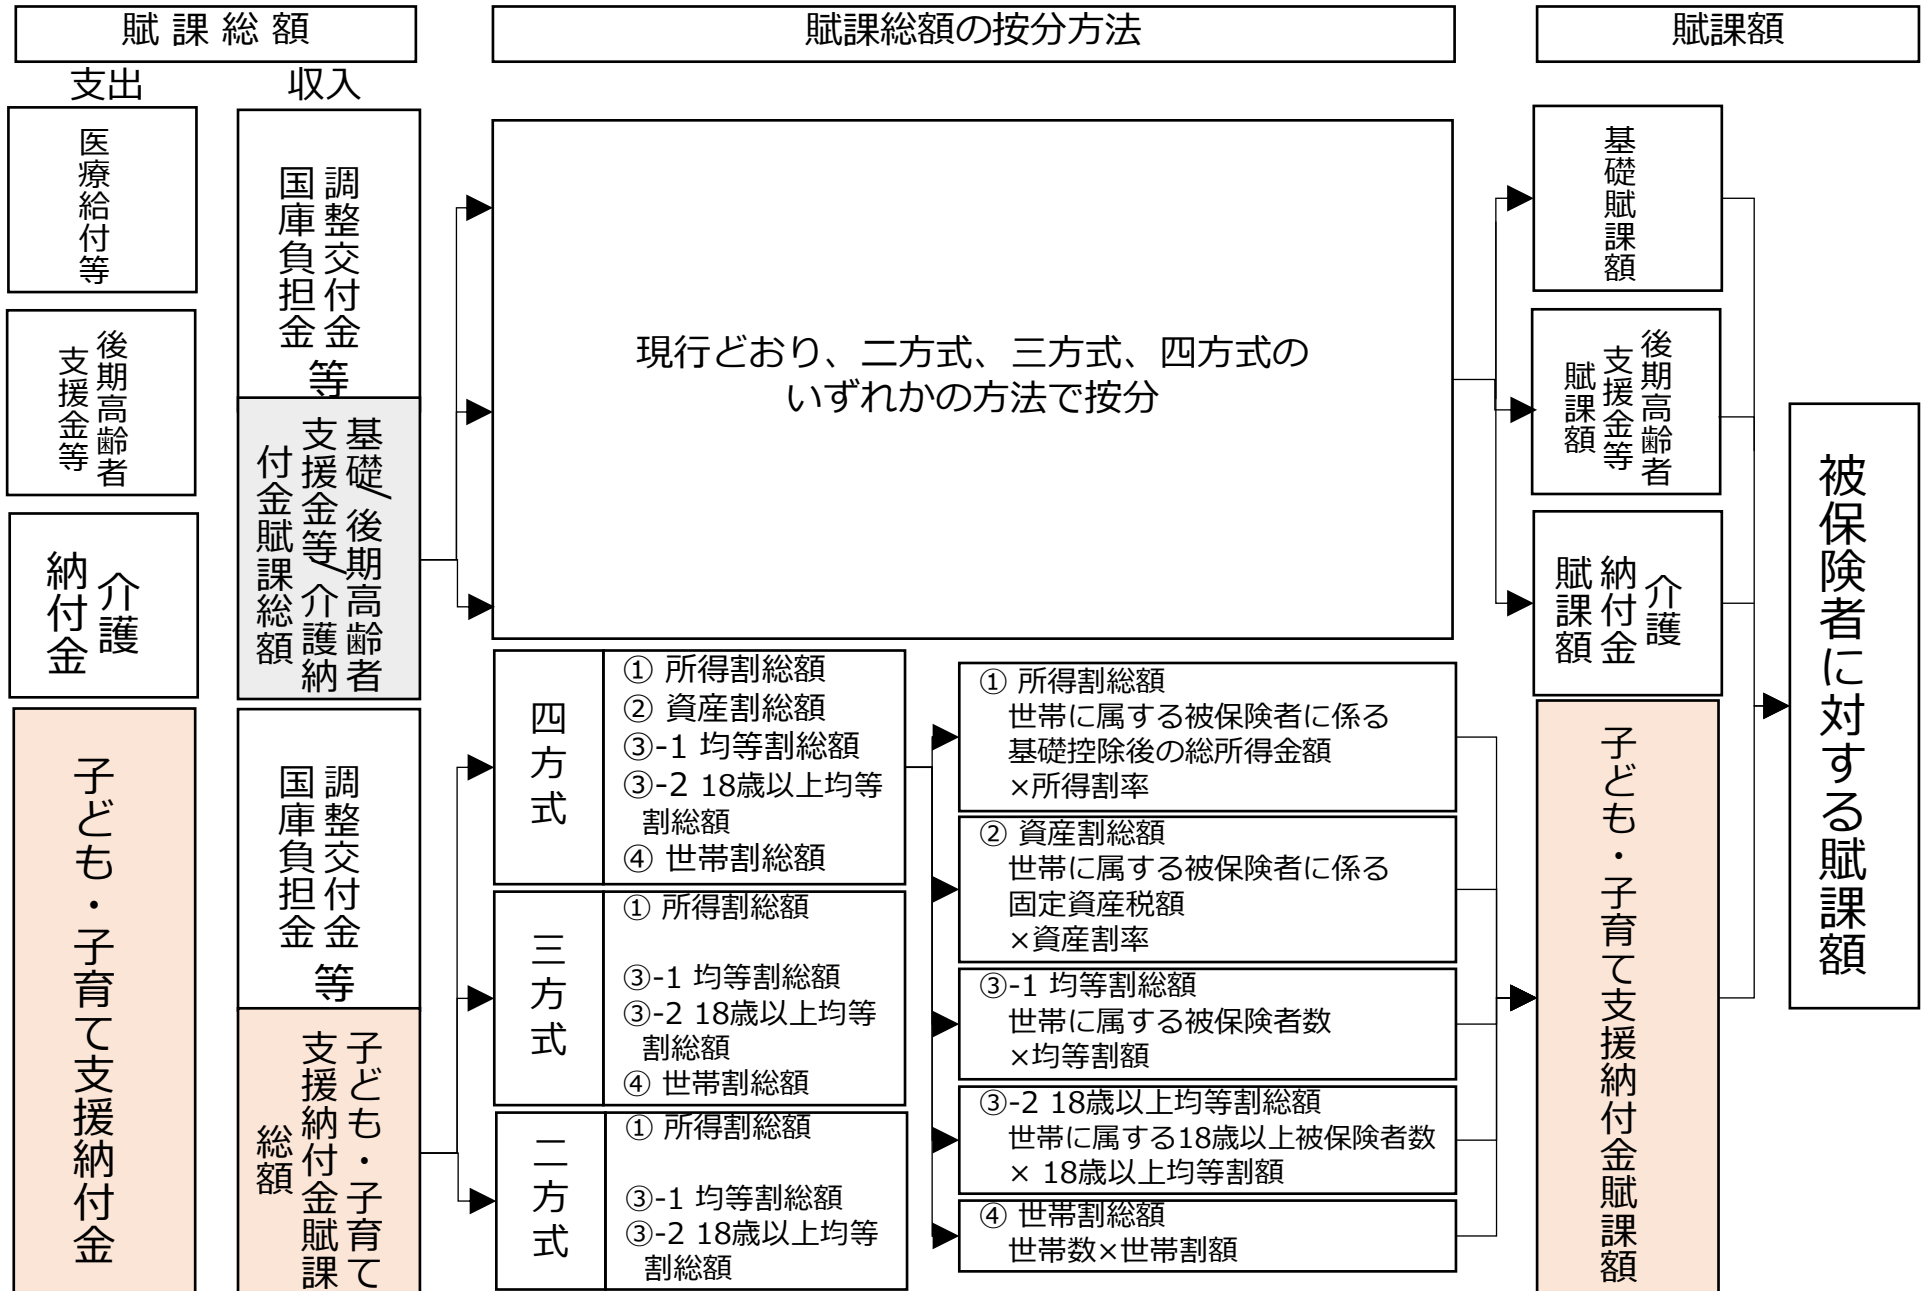 賦 課 総 額
賦課総額の按分方法
賦課額
支出
収入
医療給付等
後期高齢者
支援金等
介護
納付金
子ども・子育て支援納付金
調整交付金
国庫負担金
等
基礎/後期高齢者
支援金等/介護納
付金賦課総額
調整交付金
国庫負担金
等
子ども・子育て
支援納付金賦課
総額
現行どおり、二方式、三方式、四方式の
いずれかの方法で按分
四方式
① 所得割総額
② 資産割総額
③-1 均等割総額
③-2 18歳以上均等
割総額
④ 世帯割総額
三方式
① 所得割総額
③-1 均等割総額
③-2 18歳以上均等
割総額
④ 世帯割総額
二方式
① 所得割総額
③-1 均等割総額
③-2 18歳以上均等
割総額
① 所得割総額
世帯に属する被保険者に係る
基礎控除後の総所得金額
×所得割率
② 資産割総額
世帯に属する被保険者に係る
固定資産税額
×資産割率
③-1 均等割総額
世帯に属する被保険者数
×均等割額
③-2 18歳以上均等割総額
世帯に属する18歳以上被保険者数
× 18歳以上均等割額
④ 世帯割総額
世帯数×世帯割額
基礎賦課額
後期高齢者
支援金等
賦課額
介護
納付金
賦課額
子ども・子育て支援納付金賦課額
被保険者に対する賦課額